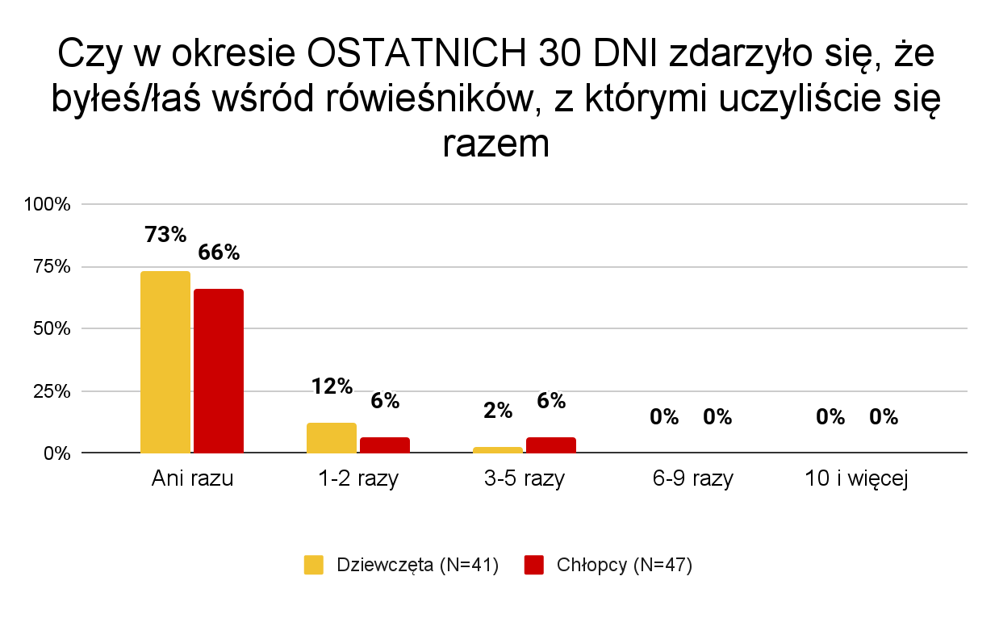 Czy w okresie OSTATNICH 30 DNI zdarzyło się, że
byłeś/łaś wśród rówieśników, z którymi uczyliście się
razem
100%
73%
66%
75%
50%
25%
12%
6%
2%
6%
0%
0%
0%
0%
0%
Ani razu
1-2 razy
3-5 razy
6-9 razy
10 i więcej
Dziewczęta (N=41)
Chłopcy (N=47)